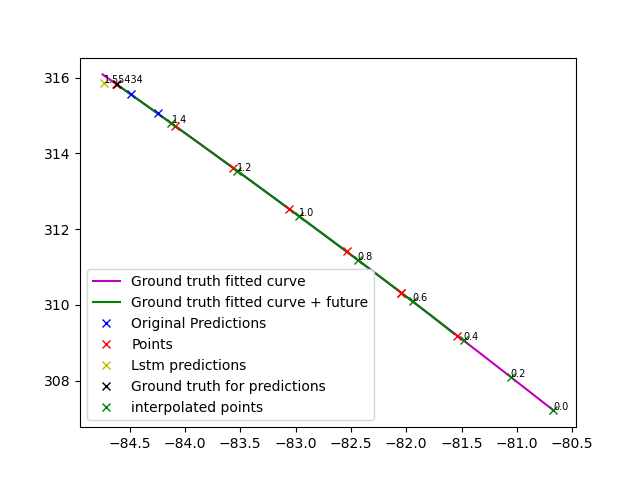 316
314
312
310
308
1.55434
1.4
1.2
1.0
0.8
0.6
0.4
0.2
0.0
Ground truth fitted curve
Ground truth fitted curve + future
Original Predictions
Points
Lstm predictions
Ground truth for predictions
interpolated points
−84.5 −84.0 −83.5 −83.0 −82.5 −82.0 −81.5 −81.0 −80.5